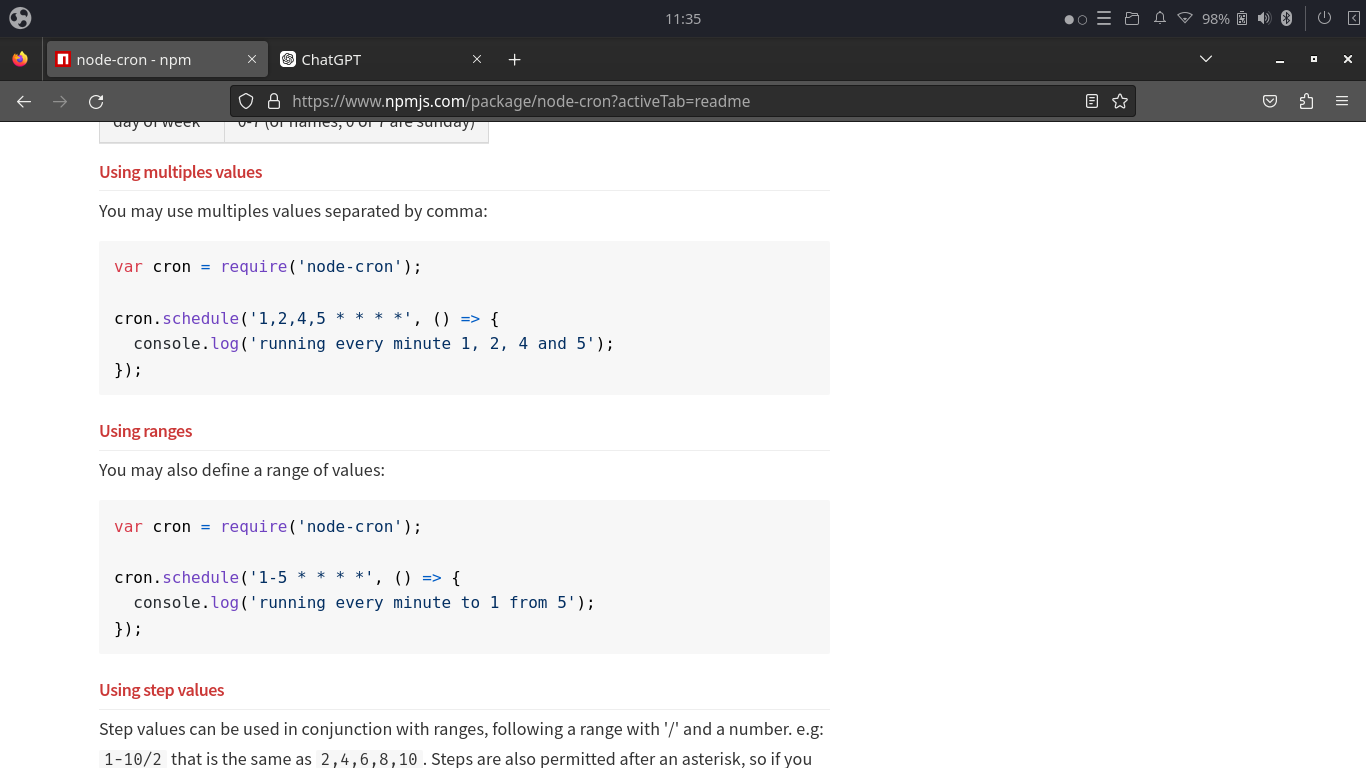 11:35
98%
node-cron - npm
ChatGPT
https://www.npmjs.com/package/node-cron?activeTab=readme
day of week 0-7 (or names, 0 or 7 are sunday)
Using multiples values
You may use multiples values separated by comma:
var cron = require('node-cron');
cron.schedule('1,2,4,5 * * * *', () => {
  console.log('running every minute 1, 2, 4 and 5');
});
Using ranges
You may also define a range of values:
var cron = require('node-cron');
cron.schedule('1-5 * * * *', () => {
  console.log('running every minute to 1 from 5');
});
Using step values
Step values can be used in conjunction with ranges, following a range with '/' and a number. e.g:
1-10/2 that is the same as 2,4,6,8,10. Steps are also permitted after an asterisk, so if you